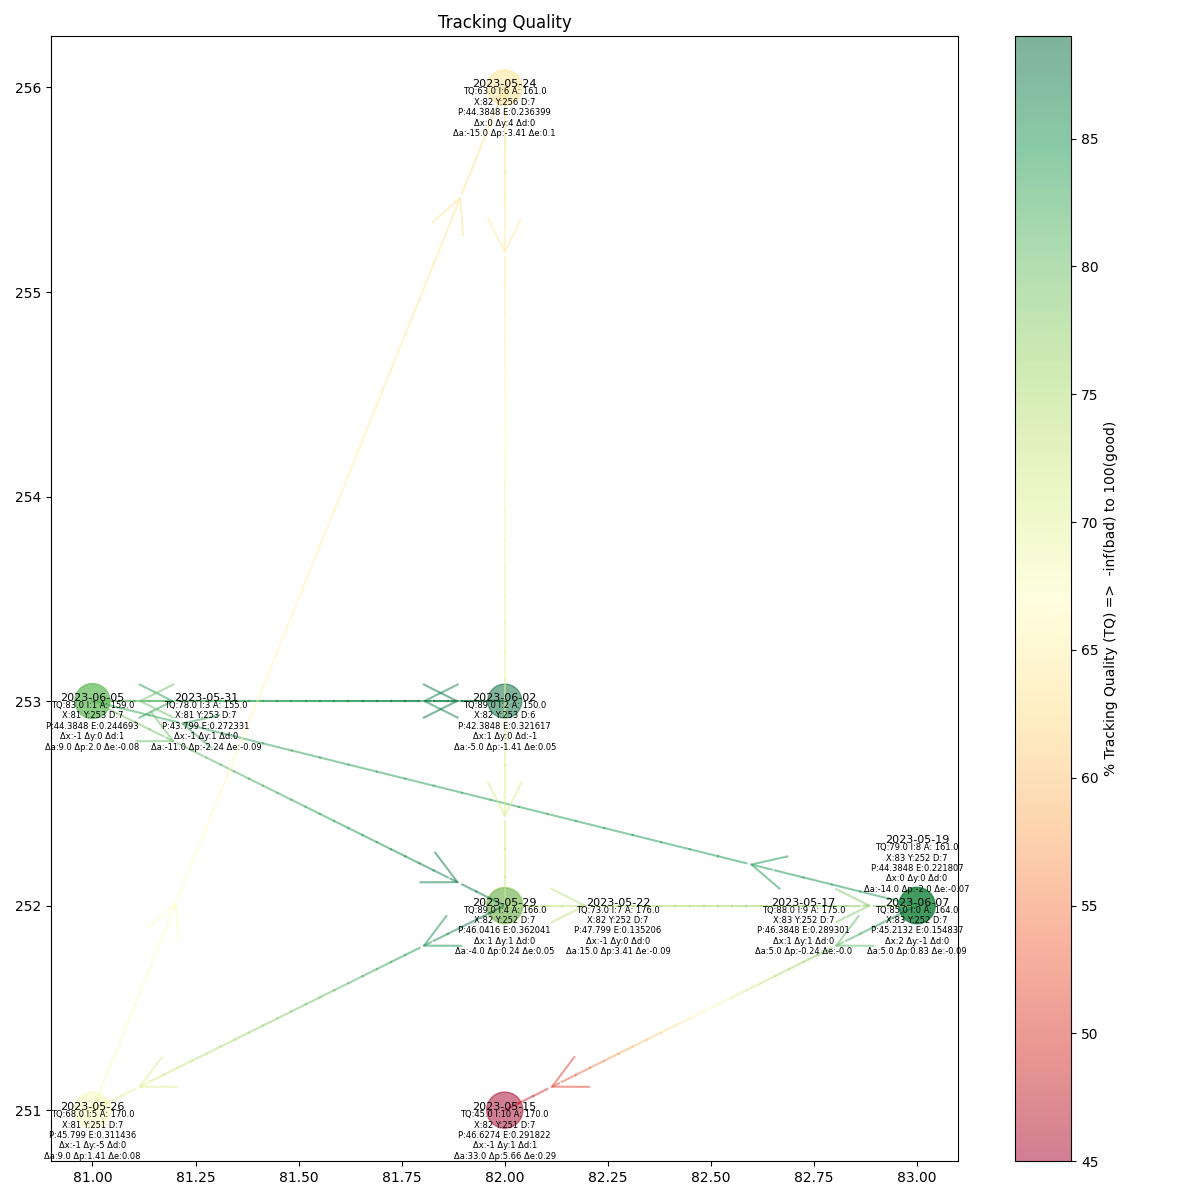 Tracking Quality
256
255
254
253
252
251
81.00
81.25
81.50
81.75
82.00
82.25
82.50
82.75
83.00
2023-05-24
TQ:63.0 I:6 A: 161.0
X:82 Y:256 D:7
P:44.3848 E:0.236399
Δx:0 Δy:4 Δd:0
Δa:-15.0 Δp:-3.41 Δe:0.1
2023-06-05
TQ:83.0 I:1 A: 159.0
X:81 Y:253 D:7
P:44.3848 E:0.244693
Δx:-1 Δy:0 Δd:1
Δa:9.0 Δp:2.0 Δe:-0.08
2023-05-31
TQ:78.0 I:3 A: 155.0
X:81 Y:253 D:7
P:43.799 E:0.272331
Δx:-1 Δy:1 Δd:0
Δa:-11.0 Δp:-2.24 Δe:-0.09
2023-06-02
TQ:89.0 I:2 A: 150.0
X:82 Y:253 D:6
P:42.3848 E:0.321617
Δx:1 Δy:0 Δd:-1
Δa:-5.0 Δp:-1.41 Δe:0.05
2023-05-19
TQ:79.0 I:8 A: 161.0
X:83 Y:252 D:7
P:44.3848 E:0.221807
Δx:0 Δy:0 Δd:0
2023-05-29
TQ:89.0 I:4 A: 166.0
X:82 Y:252 D:7
P:46.0416 E:0.362041
Δx:1 Δy:1 Δd:0
Δa:-4.0 Δp:0.24 Δe:0.05
2023-05-22
TQ:73.0 I:7 A: 176.0
X:82 Y:252 D:7
P:47.799 E:0.135206
Δx:-1 Δy:0 Δd:0
Δa:15.0 Δp:3.41 Δe:-0.09
2023-05-17
TQ:88.0 I:9 A: 175.0
X:83 Y:252 D:7
P:46.3848 E:0.289301
Δx:1 Δy:1 Δd:0
Δa:5.0 Δp:-0.24 Δe:-0.0
2023-06-07
TQ:85.0 I:0 A: 164.0
X:83 Y:252 D:7
P:45.2132 E:0.154837
Δx:2 Δy:-1 Δd:0
Δa:5.0 Δp:0.83 Δe:-0.09
2023-05-26
TQ:68.0 I:5 A: 170.0
X:81 Y:251 D:7
P:45.799 E:0.311436
Δx:-1 Δy:-5 Δd:0
Δa:9.0 Δp:1.41 Δe:0.08
2023-05-15
TQ:45.0 I:10 A: 170.0
X:82 Y:251 D:7
P:46.6274 E:0.291822
Δx:-1 Δy:1 Δd:1
Δa:33.0 Δp:5.66 Δe:0.29
85
80
75
70
65
60
55
50
45
% Tracking Quality (TQ) => -inf(bad) to 100(good)